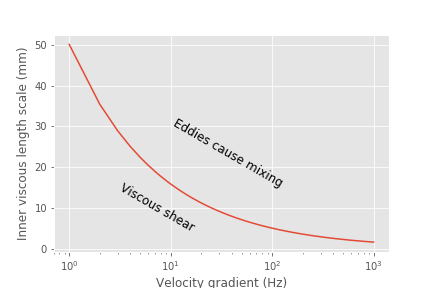 Inner viscous length scale (mm)
50
40
30
20
10
0
Eddies cause mixing
Viscous shear
10⁰
10¹
10²
10³
Velocity gradient (Hz)